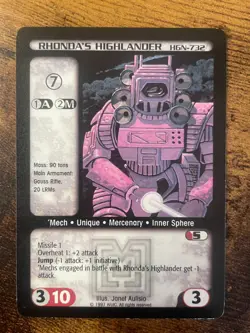 RHONDA'S HIGHLANDER HGN-732
7
1A 2M
Mass: 90 tons
Main Armament:
Gauss Rifle,
20 LRMs
'Mech • Unique • Mercenary • Inner Sphere
S
Missile 1
Overheat 1: +2 attack
Jump (-1 attack: +1 initiative)
'Mechs engaged in battle with Rhonda's Highlander get -1
attack.
3 10
Illus. Janet Aulisio
3